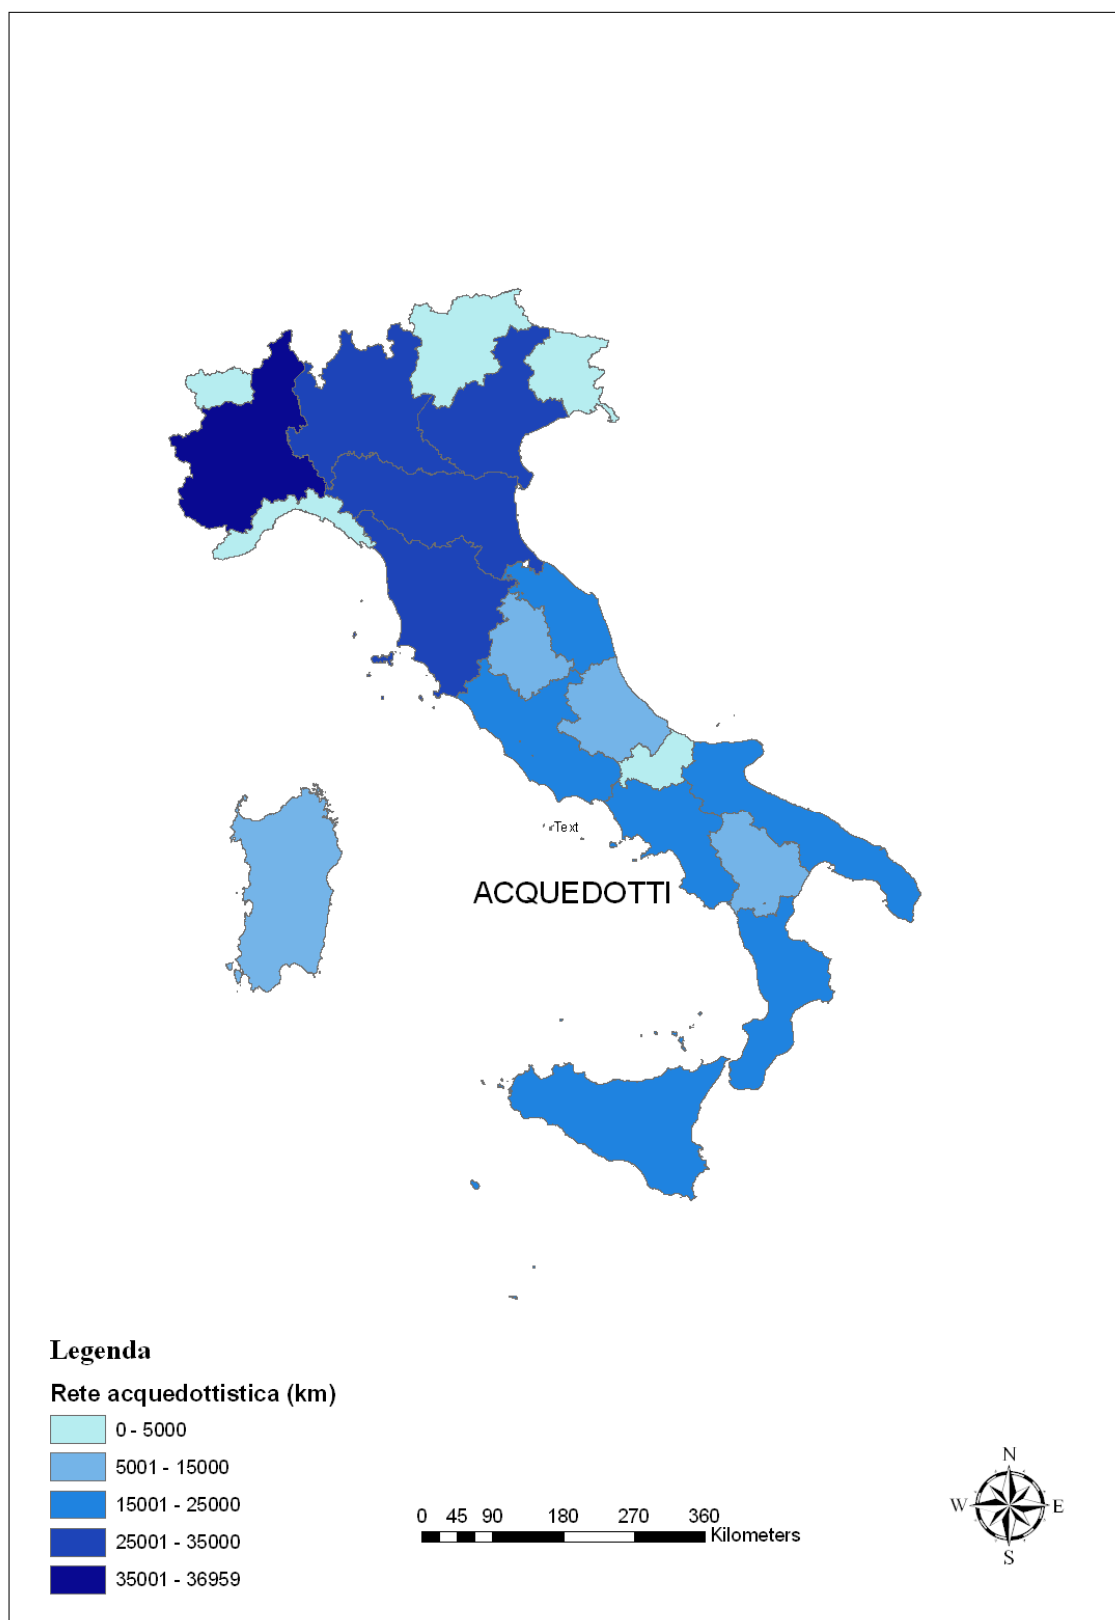 Text
ACQUEDOTTI
Legenda
Rete acquedottistica (km)
0 - 5000
5001 - 15000
15001 - 25000
25001 - 35000
35001 - 36959
0 45 90 180 270 360
Kilometers
N
W E
S